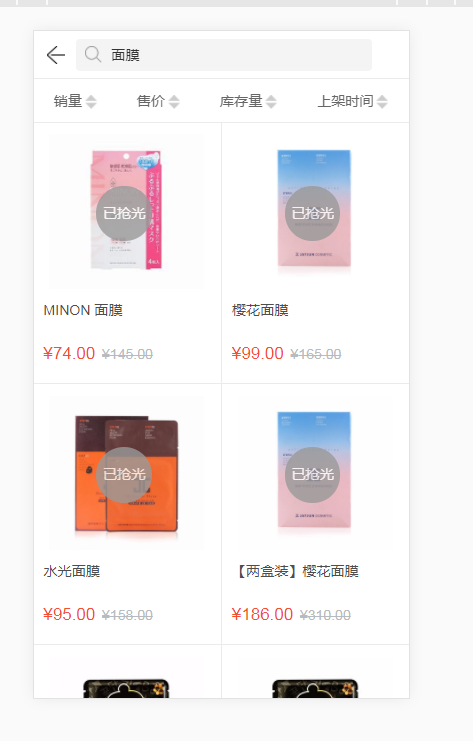 面膜
销量 售价 库存量 上架时间
已抢光 已抢光
MINON 面膜 樱花面膜
¥74.00 ¥145.00 ¥99.00 ¥165.00
已抢光 已抢光
水光面膜 【两盒装】樱花面膜
¥95.00 ¥158.00 ¥186.00 ¥310.00